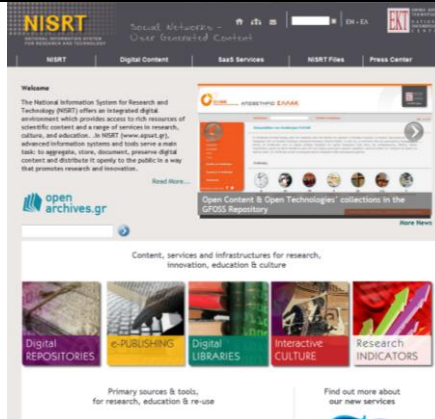 NISRT
NATIONAL INFORMATION SYSTEM
FOR RESEARCH AND TECHNOLOGY
Social Networks -
User Generated Content
EN - ΕΛ
EKT
NISRT
Digital Content
SaaS Services
NISRT Files
Press Center
Welcome
The National Information System for Research and
Technology (NISRT) offers an integrated digital
environment which provides access to rich resources of
scientific content and a range of services in research,
culture, and education. In NISRT (www.epset.gr),
advanced information systems and tools serve a main
task: to aggregate, store, document, preserve digital
content and distribute it openly to the public in a way
that promotes research and innovation.
Read More...
open
archives.gr
Open Content & Open Technologies' collections in the
GFOSS Repository
More News
Content, services and infrastructures for research,
innovation, education & culture
Digital
REPOSITORIES
e-PUBLISHING
Digital
LIBRARIES
Interactive
CULTURE
Research
INDICATORS
Primary sources & tools,
for research, education & re-use
Find out more about
our new services